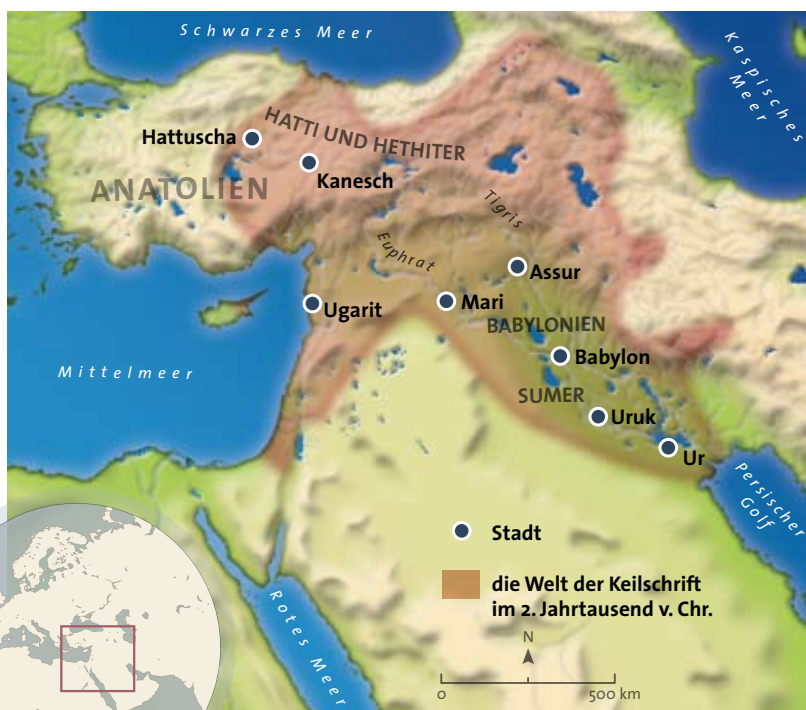 Schwarzes Meer
Kaspisches
Meer
HATTI UND HETHITER
Hattuscha
Kanesch
ANATOLIEN
Tigris
Euphrat
Assur
Ugarit
Mari
BABYLONIEN
Babylon
Mittelmeer
SUMER
Uruk
Ur
Persischer
Golf
Stadt
die Welt der Keilschrift
im 2. Jahrtausend v. Chr.
Rotes Meer
N
0 500 km